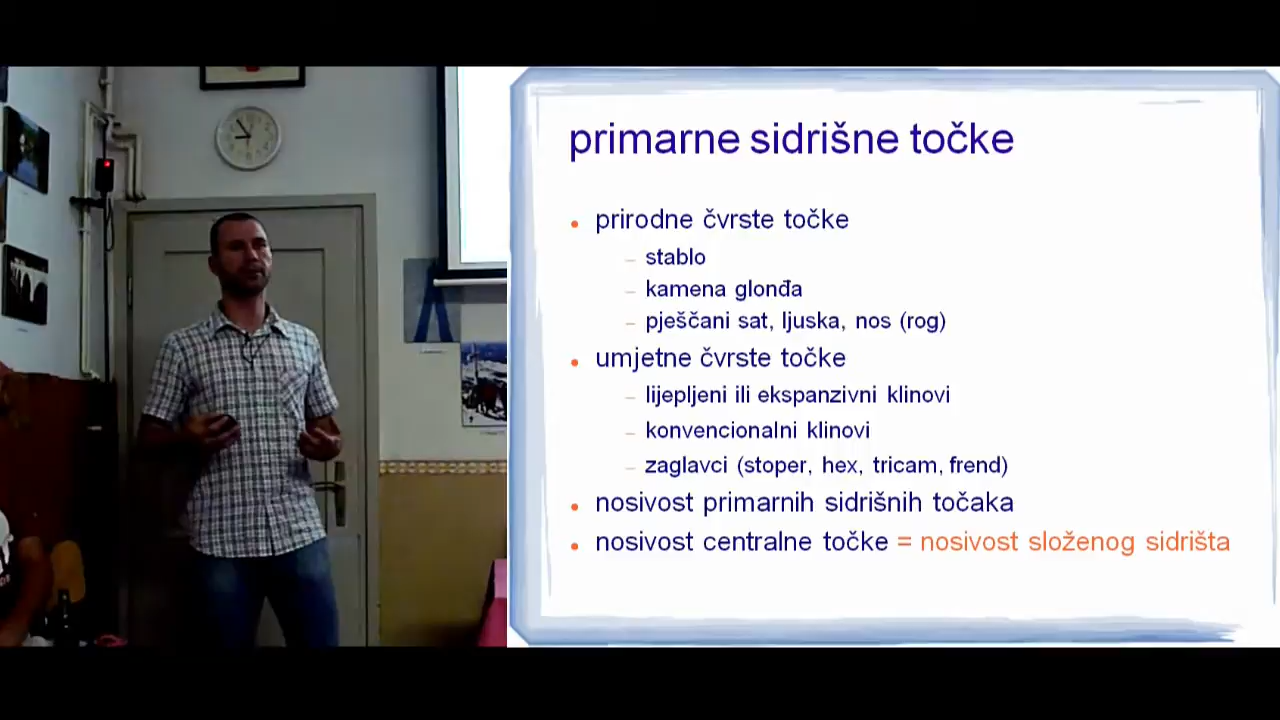 primarne sidrišne točke
prirodne čvrste točke
stablo
kamena glonđa
pješčani sat, ljuska, nos (rog)
umjetne čvrste točke
lijepljeni ili ekspanzivni klinovi
konvencionalni klinovi
zaglavci (stoper, hex, tricam, frend)
nosivost primarnih sidrišnih točaka
nosivost centralne točke = nosivost složenog sidrišta